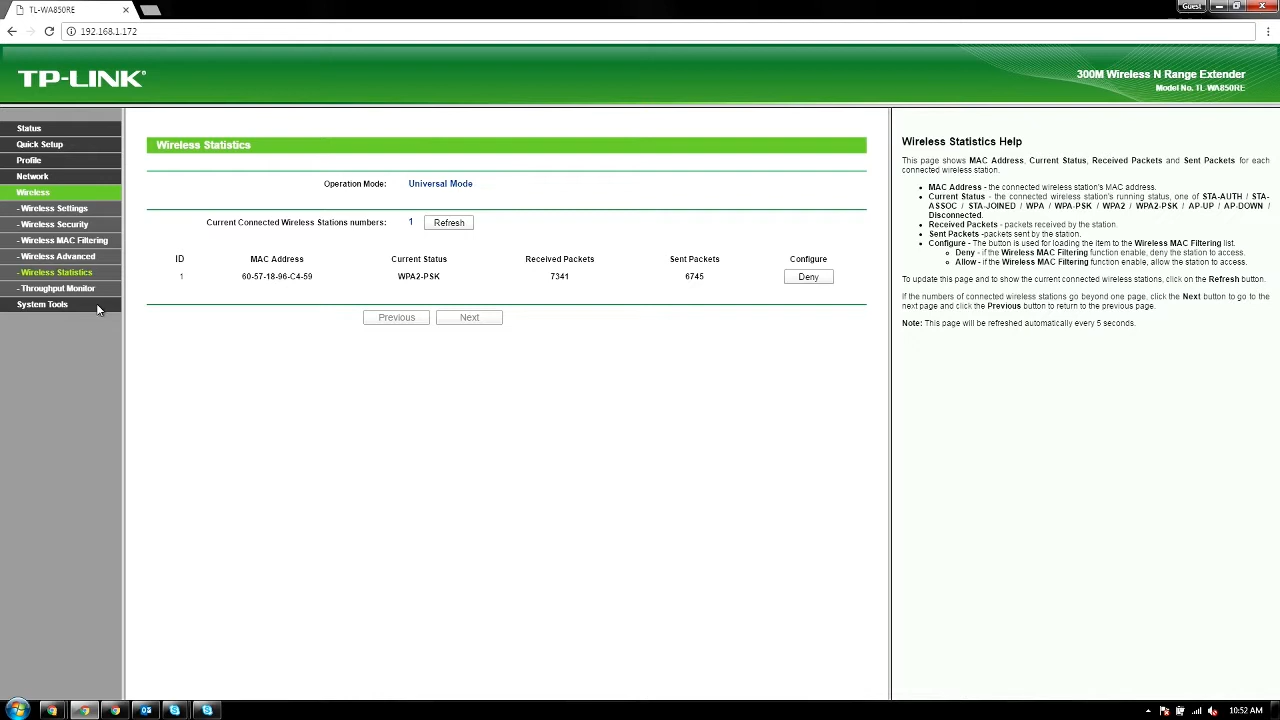 TL-WA850RE
Guest
192.168.1.172
TP-LINK®
300M Wireless N Range Extender
Model No. TL-WA850RE
Status
Quick Setup
Profile
Network
Wireless
- Wireless Settings
- Wireless Security
- Wireless MAC Filtering
- Wireless Advanced
- Wireless Statistics
- Throughput Monitor
System Tools
Wireless Statistics
Operation Mode: Universal Mode
Current Connected Wireless Stations numbers: 1 Refresh
ID MAC Address Current Status Received Packets Sent Packets Configure
1 60-57-18-96-C4-59 WPA2-PSK 7341 6745 Deny
Previous Next
Wireless Statistics Help
This page shows MAC Address, Current Status, Received Packets and Sent Packets for each
connected wireless station.
• MAC Address - the connected wireless station's MAC address.
• Current Status - the connected wireless station's running status, one of STA-AUTH / STA-
ASSOC / STA-JOINED / WPA / WPA-PSK / WPA2 / WPA2-PSK / AP-UP / AP-DOWN /
Disconnected.
• Received Packets - packets received by the station.
• Sent Packets -packets sent by the station.
• Configure - The button is used for loading the item to the Wireless MAC Filtering list.
Deny - if the Wireless MAC Filtering function enable, deny the station to access.
Allow - if the Wireless MAC Filtering function enable, allow the station to access.
To update this page and to show the current connected wireless stations, click on the Refresh button.
If the numbers of connected wireless stations go beyond one page, click the Next button to go to the
next page and click the Previous button to return to the previous page.
Note: This page will be refreshed automatically every 5 seconds.
10:52 AM